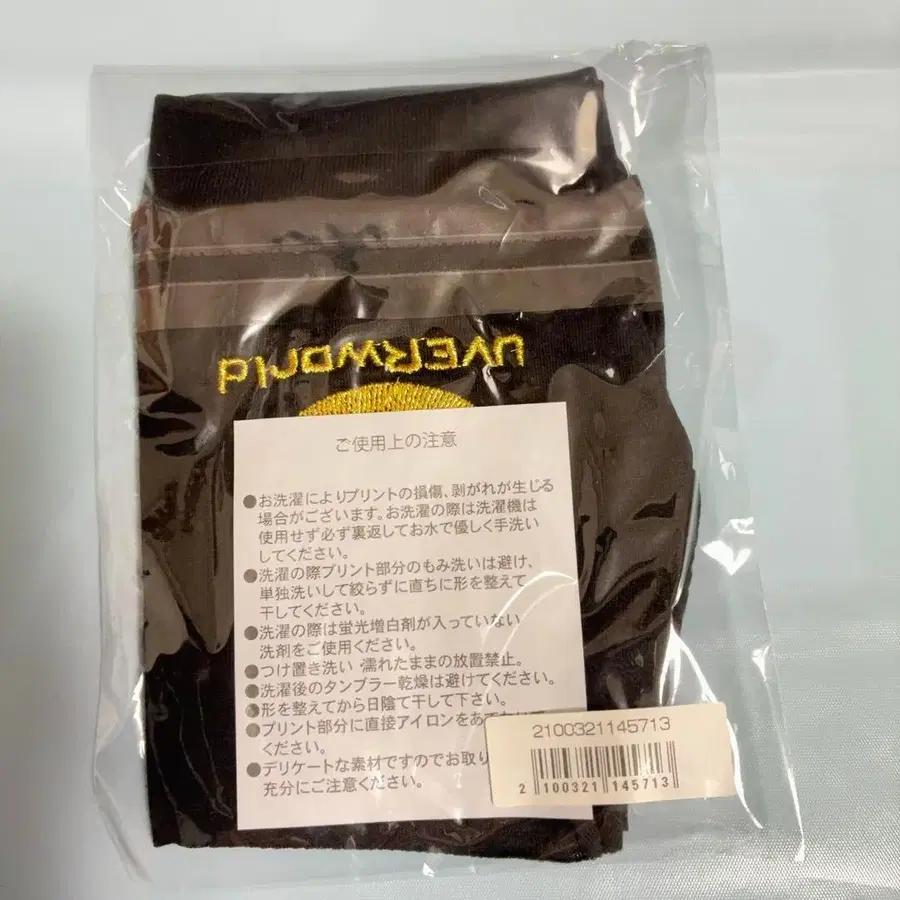 UVERworld
ご使用上の注意
●お洗濯によりプリントの損傷、剥がれが生じる
場合がございます。お洗濯の際は洗濯機は
使用せず必ず裏返してお水で優しく手洗い
してください。
●洗濯の際プリント部分のもみ洗いは避け、
単独洗いして絞らずに直ちに形を整えて
干してください。
●洗濯の際は蛍光増白剤が入っていない
洗剤をご使用ください。
●つけ置き洗い・濡れたままの放置禁止。
●洗濯後のタンブラー乾燥は避けてください。
●形を整えてから日陰で干して下さい。
●プリント部分に直接アイロンをあ
ください。
●デリケートな素材ですのでお取り
充分にご注意ください。
2100321145713
2 100321 145713